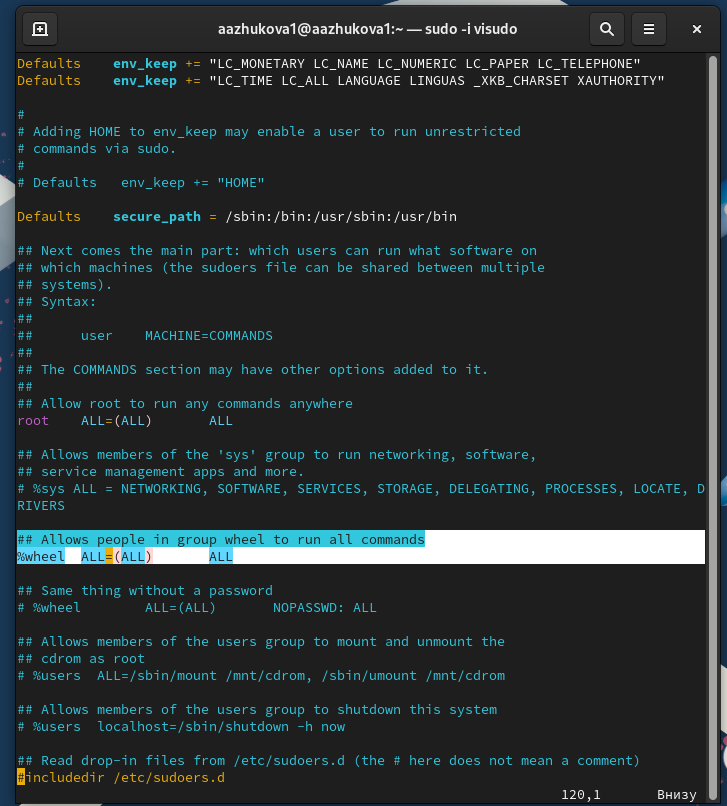 aazhukova1@aazhukova1:~ — sudo -i visudo
Defaults    env_keep += "LC_MONETARY LC_NAME LC_NUMERIC LC_PAPER LC_TELEPHONE"
Defaults    env_keep += "LC_TIME LC_ALL LANGUAGE LINGUAS _XKB_CHARSET XAUTHORITY"
#
# Adding HOME to env_keep may enable a user to run unrestricted
# commands via sudo.
#
# Defaults   env_keep += "HOME"
Defaults    secure_path = /sbin:/bin:/usr/sbin:/usr/bin
## Next comes the main part: which users can run what software on
## which machines (the sudoers file can be shared between multiple
## systems).
## Syntax:
##
##      user    MACHINE=COMMANDS
##
## The COMMANDS section may have other options added to it.
##
## Allow root to run any commands anywhere
root    ALL=(ALL)       ALL
## Allows members of the 'sys' group to run networking, software,
## service management apps and more.
# %sys ALL = NETWORKING, SOFTWARE, SERVICES, STORAGE, DELEGATING, PROCESSES, LOCATE, D
RIVERS
## Allows people in group wheel to run all commands
%wheel  ALL=(ALL)       ALL
## Same thing without a password
# %wheel        ALL=(ALL)       NOPASSWD: ALL
## Allows members of the users group to mount and unmount the
## cdrom as root
# %users  ALL=/sbin/mount /mnt/cdrom, /sbin/umount /mnt/cdrom
## Allows members of the users group to shutdown this system
# %users  localhost=/sbin/shutdown -h now
## Read drop-in files from /etc/sudoers.d (the # here does not mean a comment)
#includedir /etc/sudoers.d
120,1       Внизу